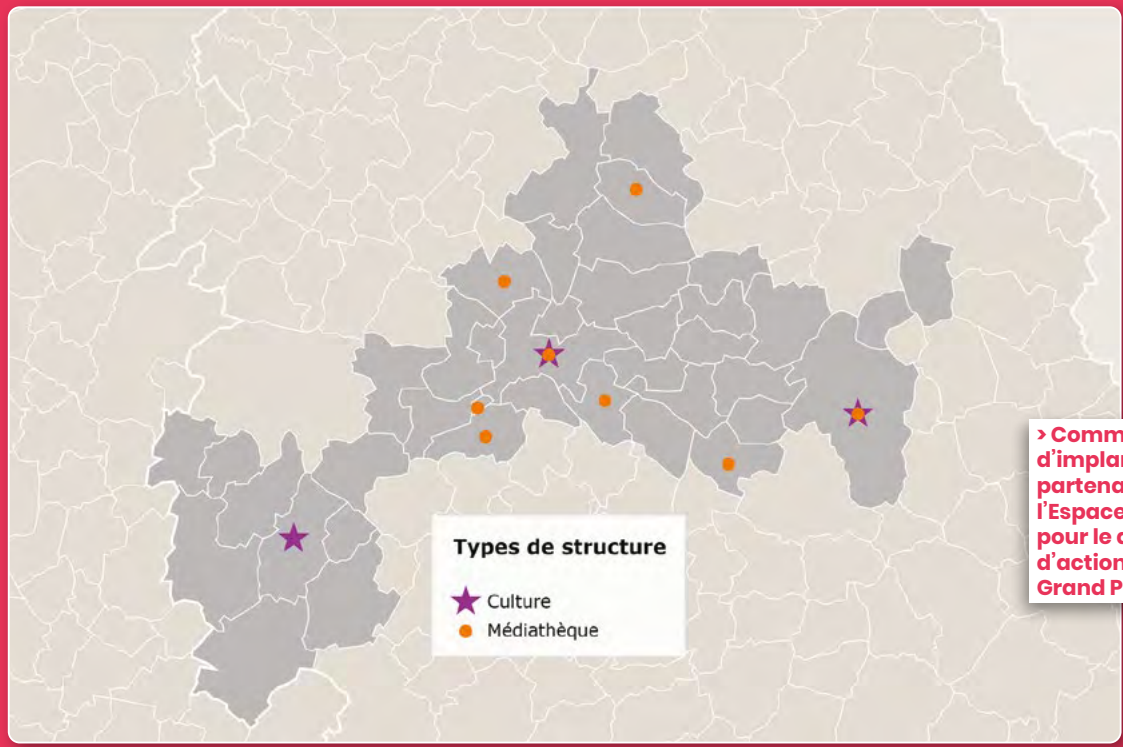 Types de structure
Culture
Médiathèque
> Comm
d'implan
partena
l'Espace
pour le
d'action
Grand P